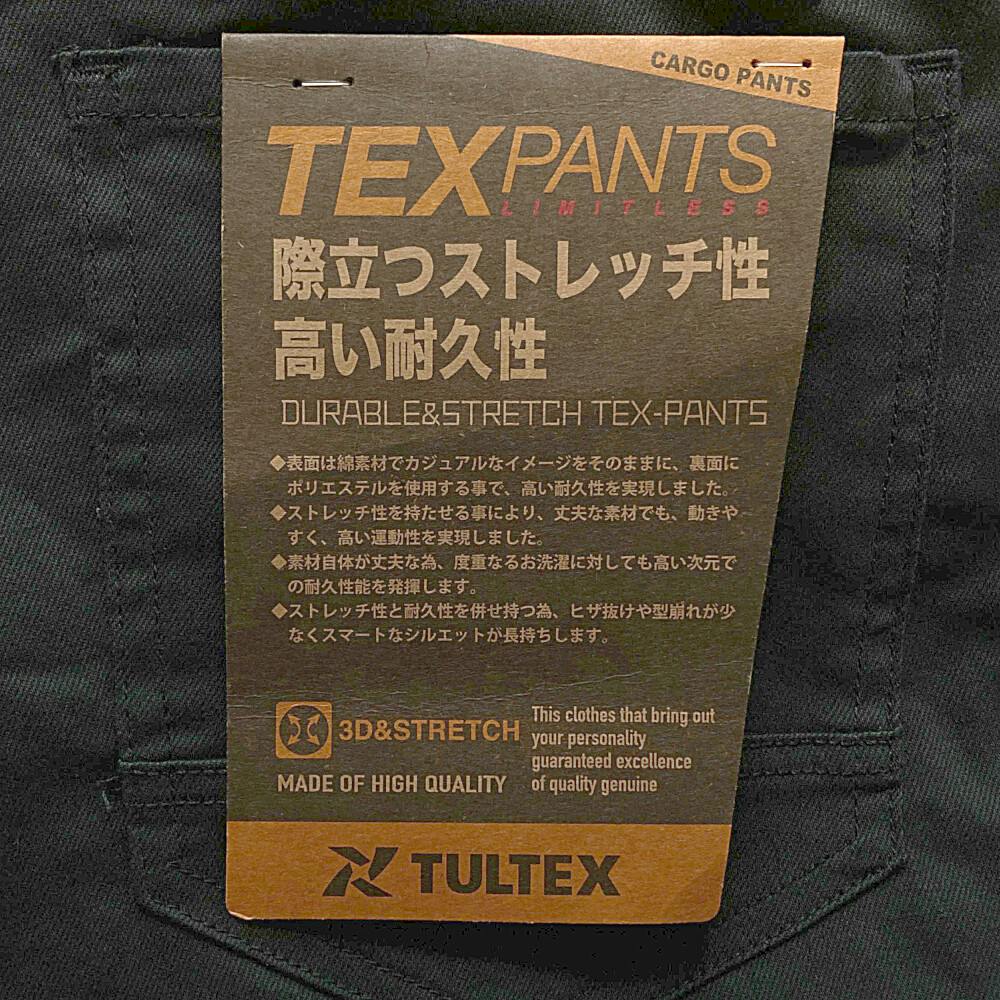 CARGO PANTS
TEXPANTS
LIMITLESS
際立つストレッチ性
高い耐久性
DURABLE&STRETCH TEX-PANTS
◆表面は綿素材でカジュアルなイメージをそのままに、裏面に
ポリエステルを使用する事で、高い耐久性を実現しました。
◆ストレッチ性を持たせる事により、丈夫な素材でも、動きや
すく、高い運動性を実現しました。
◆素材自体が丈夫な為、度重なるお洗濯に対しても高い次元で
の耐久性能を発揮します。
◆ストレッチ性と耐久性を併せ持つ為、ヒザ抜けや型崩れが少
なくスマートなシルエットが長持ちします。
3D&STRETCH
MADE OF HIGH QUALITY
This clothes that bring out
your personality
guaranteed excellence
of quality genuine
TULTEX